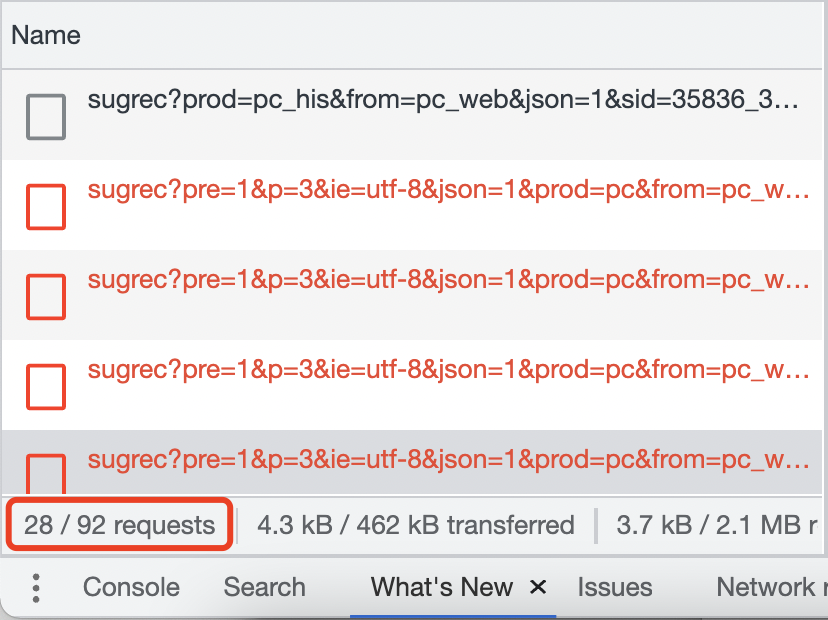 Name
sugrec?prod=pc_his&from=pc_web&json=1&sid=35836_3…
sugrec?pre=1&p=3&ie=utf-8&json=1&prod=pc&from=pc_w…
sugrec?pre=1&p=3&ie=utf-8&json=1&prod=pc&from=pc_w…
sugrec?pre=1&p=3&ie=utf-8&json=1&prod=pc&from=pc_w…
sugrec?pre=1&p=3&ie=utf-8&json=1&prod=pc&from=pc_w…
28 / 92 requests 4.3 kB / 462 kB transferred 3.7 kB / 2.1 MB r
Console Search What's New × Issues Network r